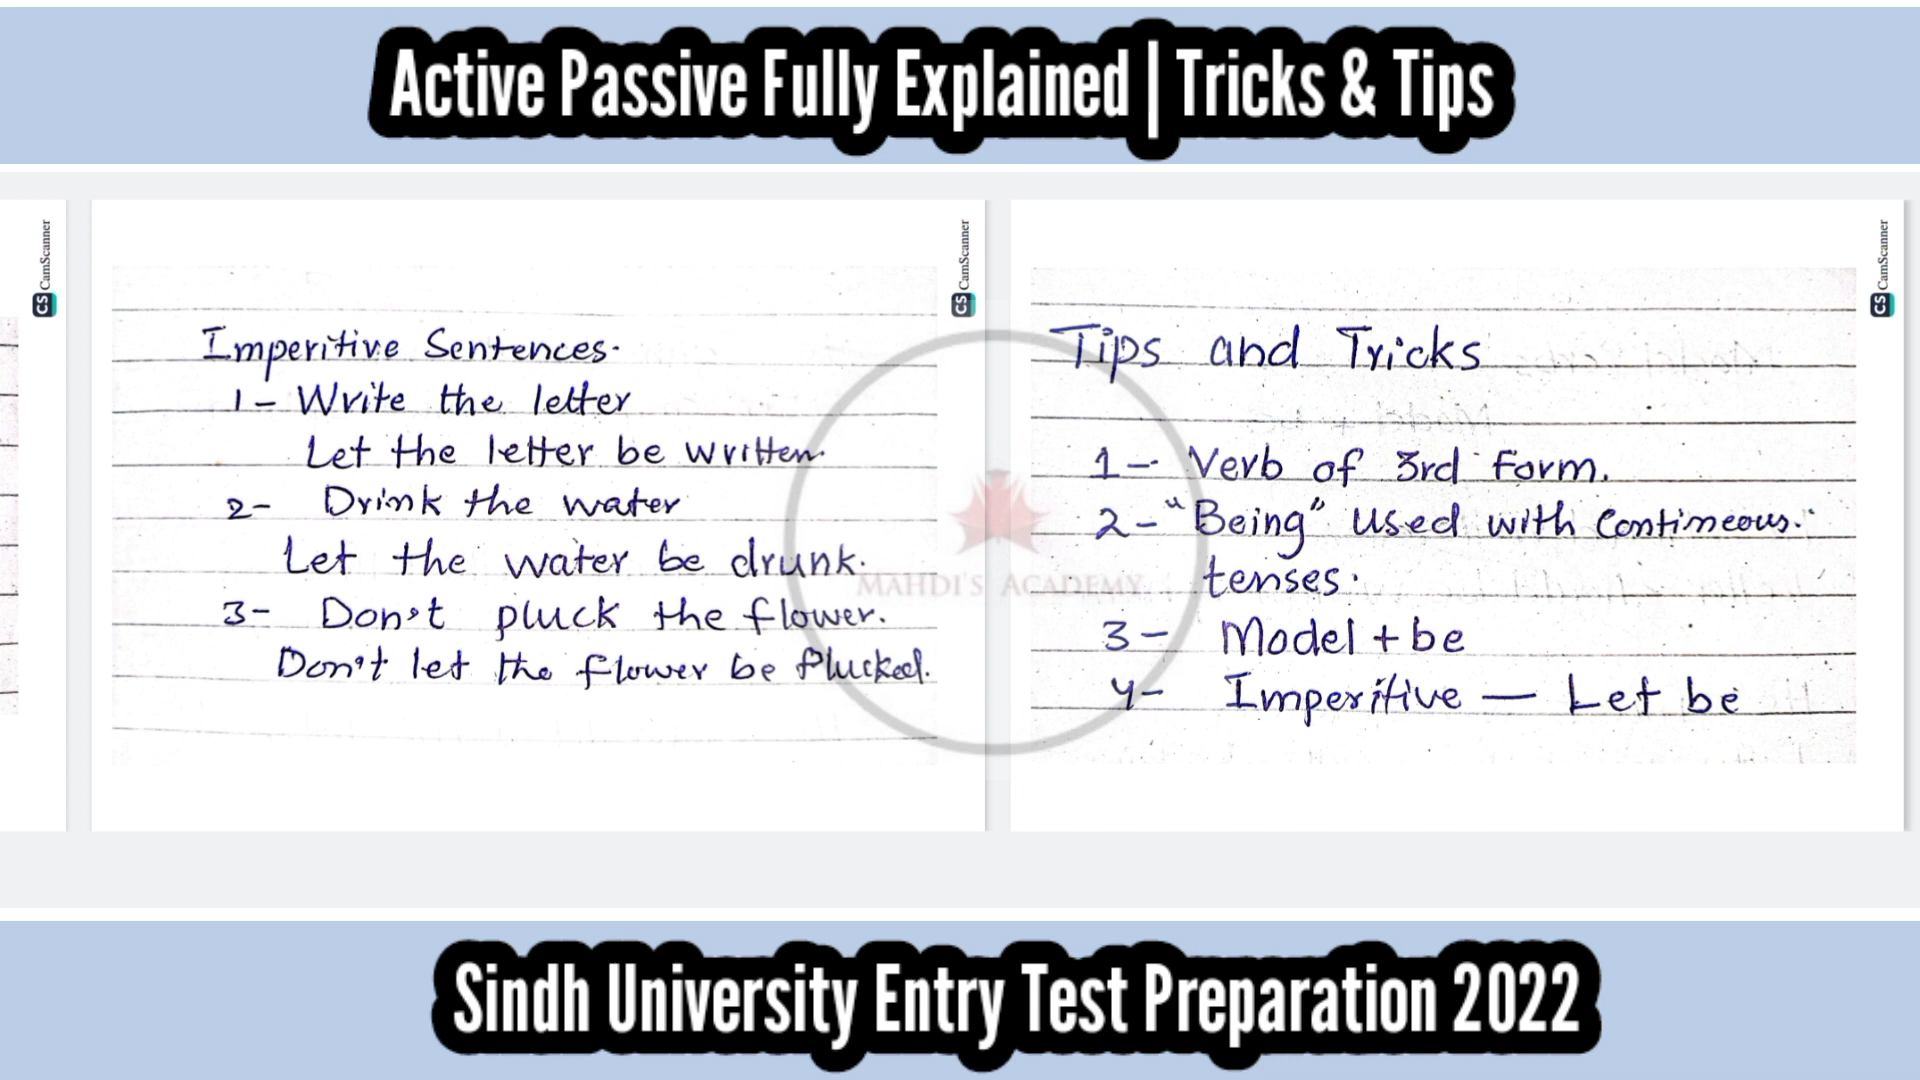 Active Passive Fully Explained | Tricks & Tips
CS CamScanner
Imperitive Sentences.
1- Write the letter
Let the letter be written.
2- Drink the water
Let the water be drunk.
3- Don't pluck the flower.
Don't let the flower be Plucked.
CS CamScanner
Tips and Tricks
1- Verb of 3rd form.
2- "Being" used with Contineous.
tenses.
3- Model + be
4- Imperitive — Let be
CS CamScanner
MAHDI'S ACADEMY
Sindh University Entry Test Preparation 2022